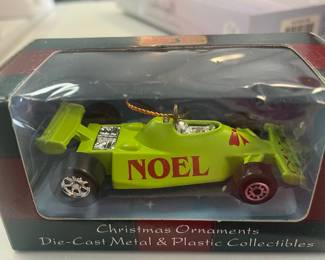 NOEL
Christmas Ornaments
Die-Cast Metal & Plastic Collectibles